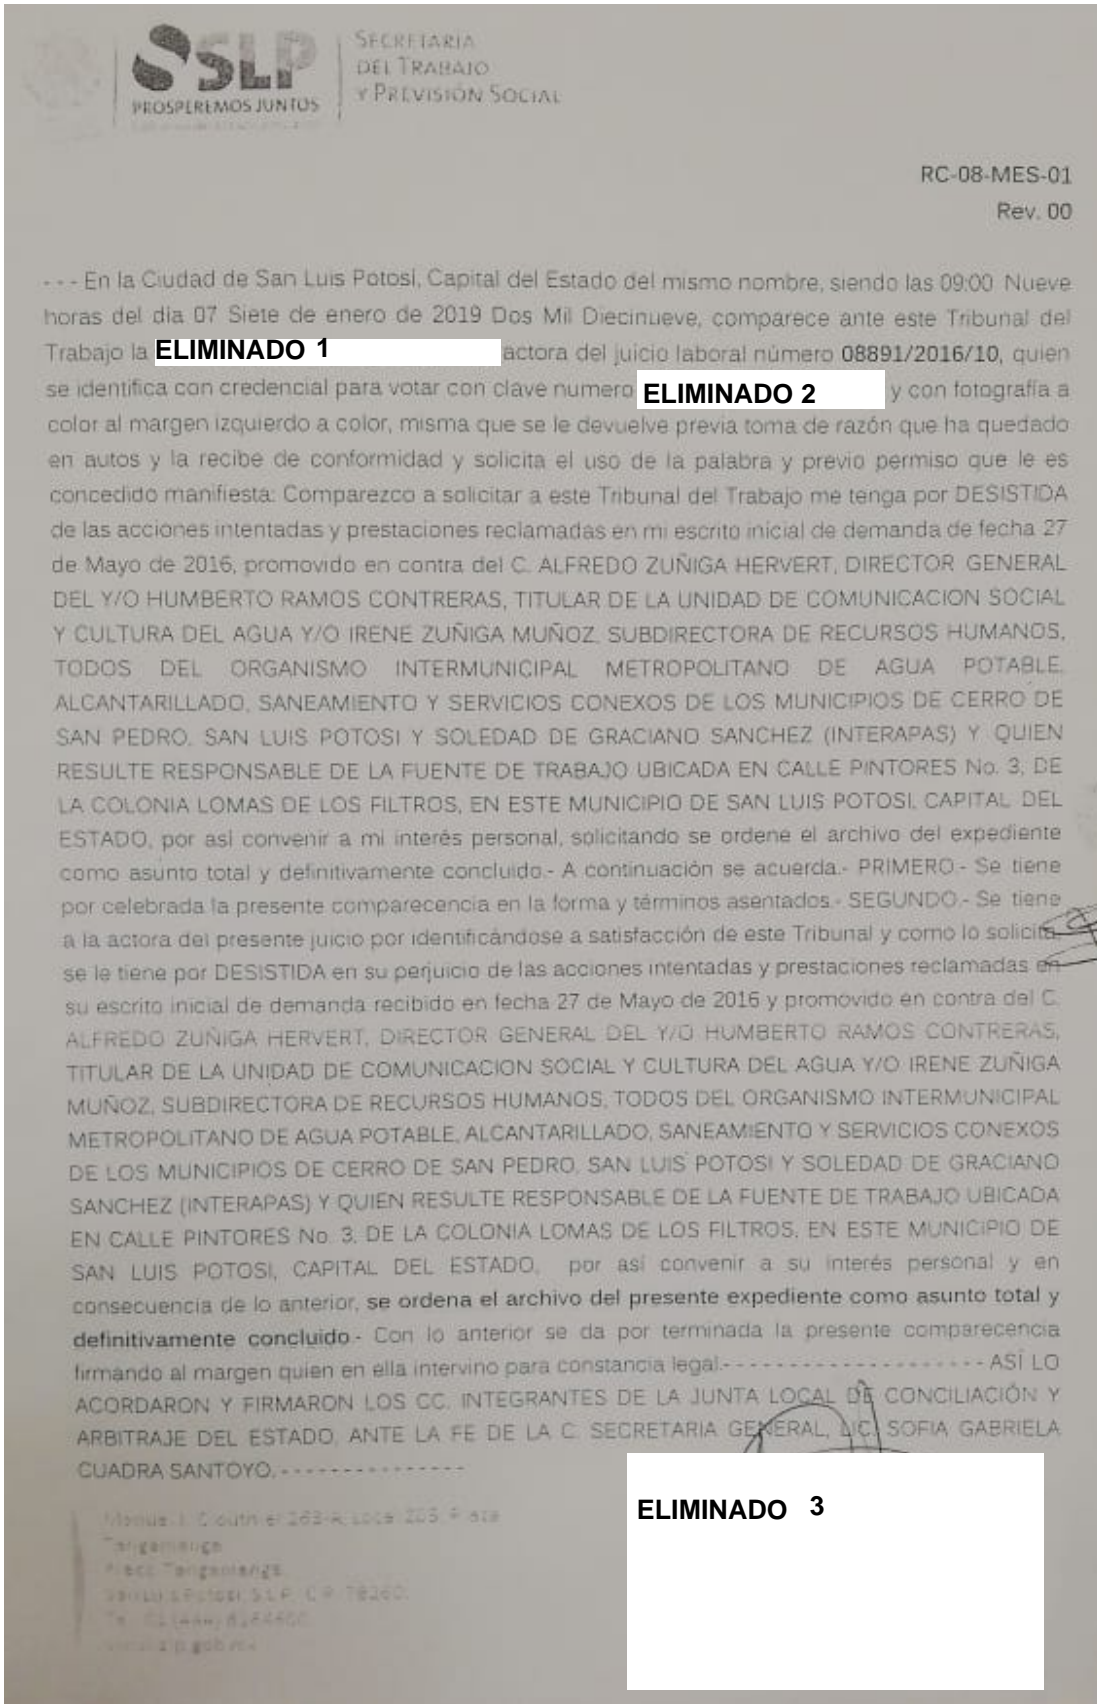 SSLP
PROSPEREMOS JUNTOS
SECRETARÍA
DEL TRABAJO
Y PREVISIÓN SOCIAL
RC-08-MES-01
Rev. 00
- - - En la Ciudad de San Luis Potosí, Capital del Estado del mismo nombre, siendo las 09:00 Nueve
horas del día 07 Siete de enero de 2019 Dos Mil Diecinueve, comparece ante este Tribunal del
Trabajo la ELIMINADO 1 actora del juicio laboral número 08891/2016/10, quien
se identifica con credencial para votar con clave numero ELIMINADO 2 y con fotografía a
color al margen izquierdo a color, misma que se le devuelve previa toma de razón que ha quedado
en autos y la recibe de conformidad y solicita el uso de la palabra y previo permiso que le es
concedido manifiesta: Comparezco a solicitar a este Tribunal del Trabajo me tenga por DESISTIDA
de las acciones intentadas y prestaciones reclamadas en mi escrito inicial de demanda de fecha 27
de Mayo de 2016, promovido en contra del C. ALFREDO ZUÑIGA HERVERT, DIRECTOR GENERAL
DEL Y/O HUMBERTO RAMOS CONTRERAS, TITULAR DE LA UNIDAD DE COMUNICACION SOCIAL
Y CULTURA DEL AGUA Y/O IRENE ZUÑIGA MUÑOZ, SUBDIRECTORA DE RECURSOS HUMANOS,
TODOS DEL ORGANISMO INTERMUNICIPAL METROPOLITANO DE AGUA POTABLE,
ALCANTARILLADO, SANEAMIENTO Y SERVICIOS CONEXOS DE LOS MUNICIPIOS DE CERRO DE
SAN PEDRO, SAN LUIS POTOSI Y SOLEDAD DE GRACIANO SANCHEZ (INTERAPAS) Y QUIEN
RESULTE RESPONSABLE DE LA FUENTE DE TRABAJO UBICADA EN CALLE PINTORES No. 3, DE
LA COLONIA LOMAS DE LOS FILTROS, EN ESTE MUNICIPIO DE SAN LUIS POTOSI, CAPITAL DEL
ESTADO, por así convenir a mi interés personal, solicitando se ordene el archivo del expediente
como asunto total y definitivamente concluido.- A continuación se acuerda.- PRIMERO.- Se tiene
por celebrada la presente comparecencia en la forma y términos asentados.- SEGUNDO.- Se tiene
a la actora del presente juicio por identificándose a satisfacción de este Tribunal y como lo solicita,
se le tiene por DESISTIDA en su perjuicio de las acciones intentadas y prestaciones reclamadas en
su escrito inicial de demanda recibido en fecha 27 de Mayo de 2016 y promovido en contra del C.
ALFREDO ZUÑIGA HERVERT, DIRECTOR GENERAL DEL Y/O HUMBERTO RAMOS CONTRERAS,
TITULAR DE LA UNIDAD DE COMUNICACION SOCIAL Y CULTURA DEL AGUA Y/O IRENE ZUÑIGA
MUÑOZ, SUBDIRECTORA DE RECURSOS HUMANOS, TODOS DEL ORGANISMO INTERMUNICIPAL
METROPOLITANO DE AGUA POTABLE, ALCANTARILLADO, SANEAMIENTO Y SERVICIOS CONEXOS
DE LOS MUNICIPIOS DE CERRO DE SAN PEDRO, SAN LUIS POTOSI Y SOLEDAD DE GRACIANO
SANCHEZ (INTERAPAS) Y QUIEN RESULTE RESPONSABLE DE LA FUENTE DE TRABAJO UBICADA
EN CALLE PINTORES No. 3, DE LA COLONIA LOMAS DE LOS FILTROS, EN ESTE MUNICIPIO DE
SAN LUIS POTOSI, CAPITAL DEL ESTADO, por así convenir a su interés personal y en
consecuencia de lo anterior, se ordena el archivo del presente expediente como asunto total y
definitivamente concluido.- Con lo anterior se da por terminada la presente comparecencia
firmando al margen quien en ella intervino para constancia legal.- - - - - - - - - - - - - - - - - - - - ASÍ LO
ACORDARON Y FIRMARON LOS CC. INTEGRANTES DE LA JUNTA LOCAL DE CONCILIACIÓN Y
ARBITRAJE DEL ESTADO, ANTE LA FE DE LA C. SECRETARIA GENERAL, LIC. SOFIA GABRIELA
CUADRA SANTOYO. - - - - - - - - - - - - - - -
ELIMINADO 3
Tangamanga
San Luis Potosí S.L.P. C.P. 78260